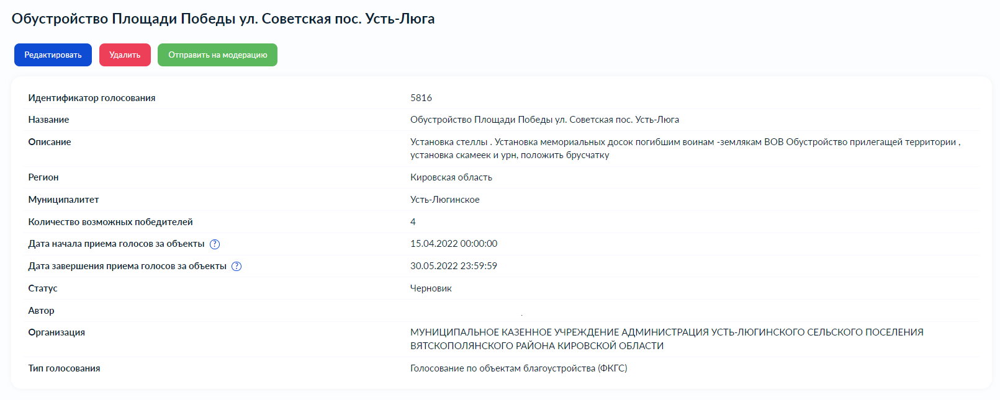 Обустройство Площади Победы ул. Советская пос. Усть-Люга
Редактировать Удалить Отправить на модерацию
Идентификатор голосования 5816
Название Обустройство Площади Победы ул. Советская пос. Усть-Люга
Описание Установка стеллы . Установка мемориальных досок погибшим воинам -землякам ВОВ Обустройство прилегащей территории ,
установка скамеек и урн, положить брусчатку
Регион Кировская область
Муниципалитет Усть-Люгинское
Количество возможных победителей 4
Дата начала приема голосов за объекты ? 15.04.2022 00:00:00
Дата завершения приема голосов за объекты ? 30.05.2022 23:59:59
Статус Черновик
Автор .
Организация МУНИЦИПАЛЬНОЕ КАЗЕННОЕ УЧРЕЖДЕНИЕ АДМИНИСТРАЦИЯ УСТЬ-ЛЮГИНСКОГО СЕЛЬСКОГО ПОСЕЛЕНИЯ
ВЯТСКОПОЛЯНСКОГО РАЙОНА КИРОВСКОЙ ОБЛАСТИ
Тип голосования Голосование по объектам благоустройства (ФКГС)